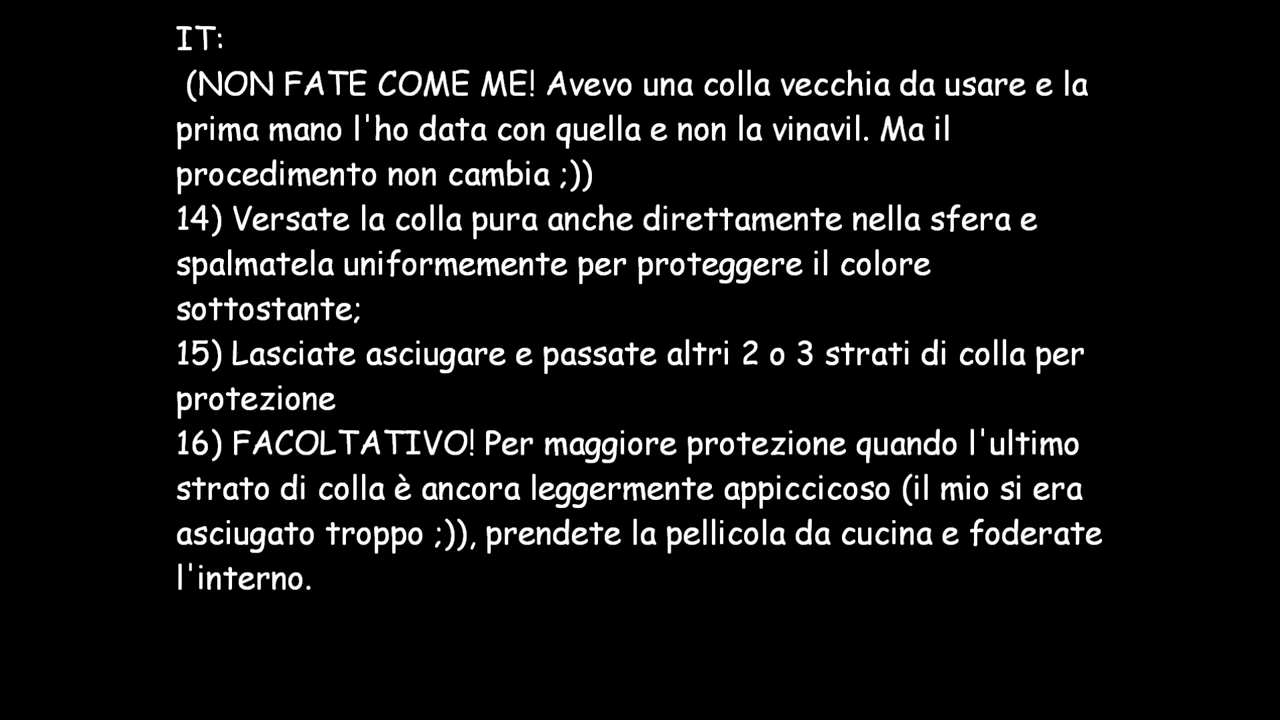 IT:
(NON FATE COME ME! Avevo una colla vecchia da usare e la
prima mano l'ho data con quella e non la vinavil. Ma il
procedimento non cambia ;))
14) Versate la colla pura anche direttamente nella sfera e
spalmatela uniformemente per proteggere il colore
sottostante;
15) Lasciate asciugare e passate altri 2 o 3 strati di colla per
protezione
16) FACOLTATIVO! Per maggiore protezione quando l'ultimo
strato di colla è ancora leggermente appiccicoso (il mio si era
asciugato troppo ;)), prendete la pellicola da cucina e foderate
l'interno.